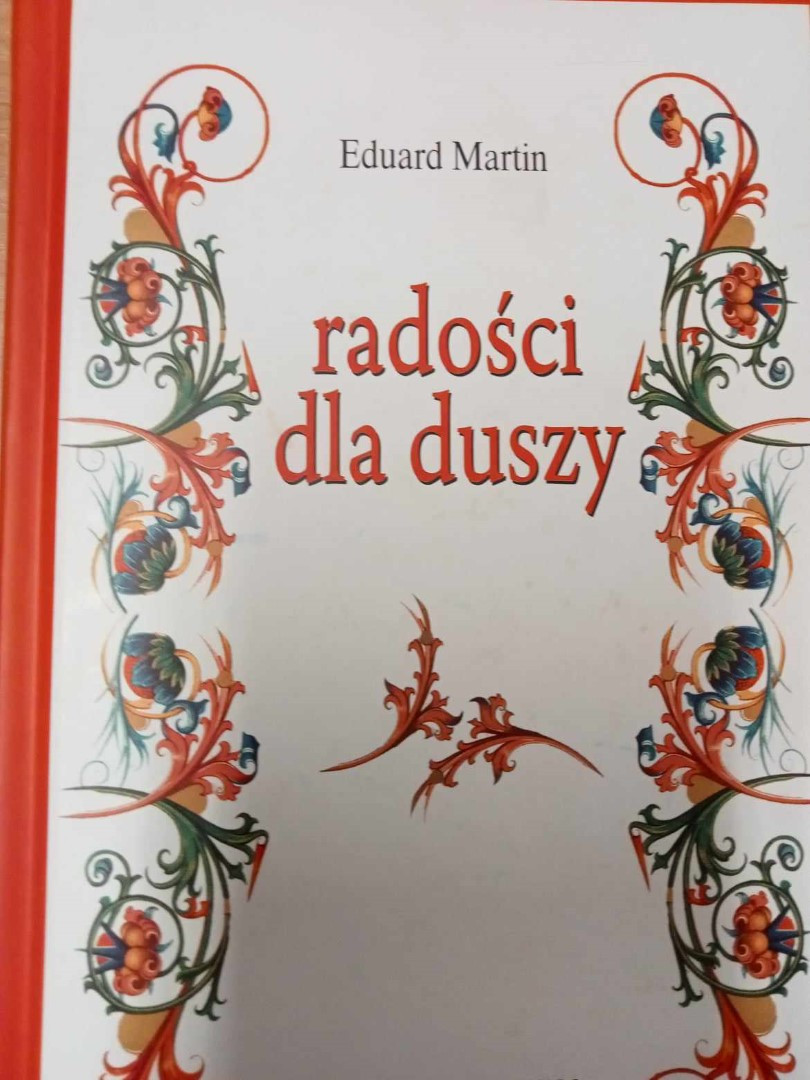 Eduard Martin
radości
dla duszy